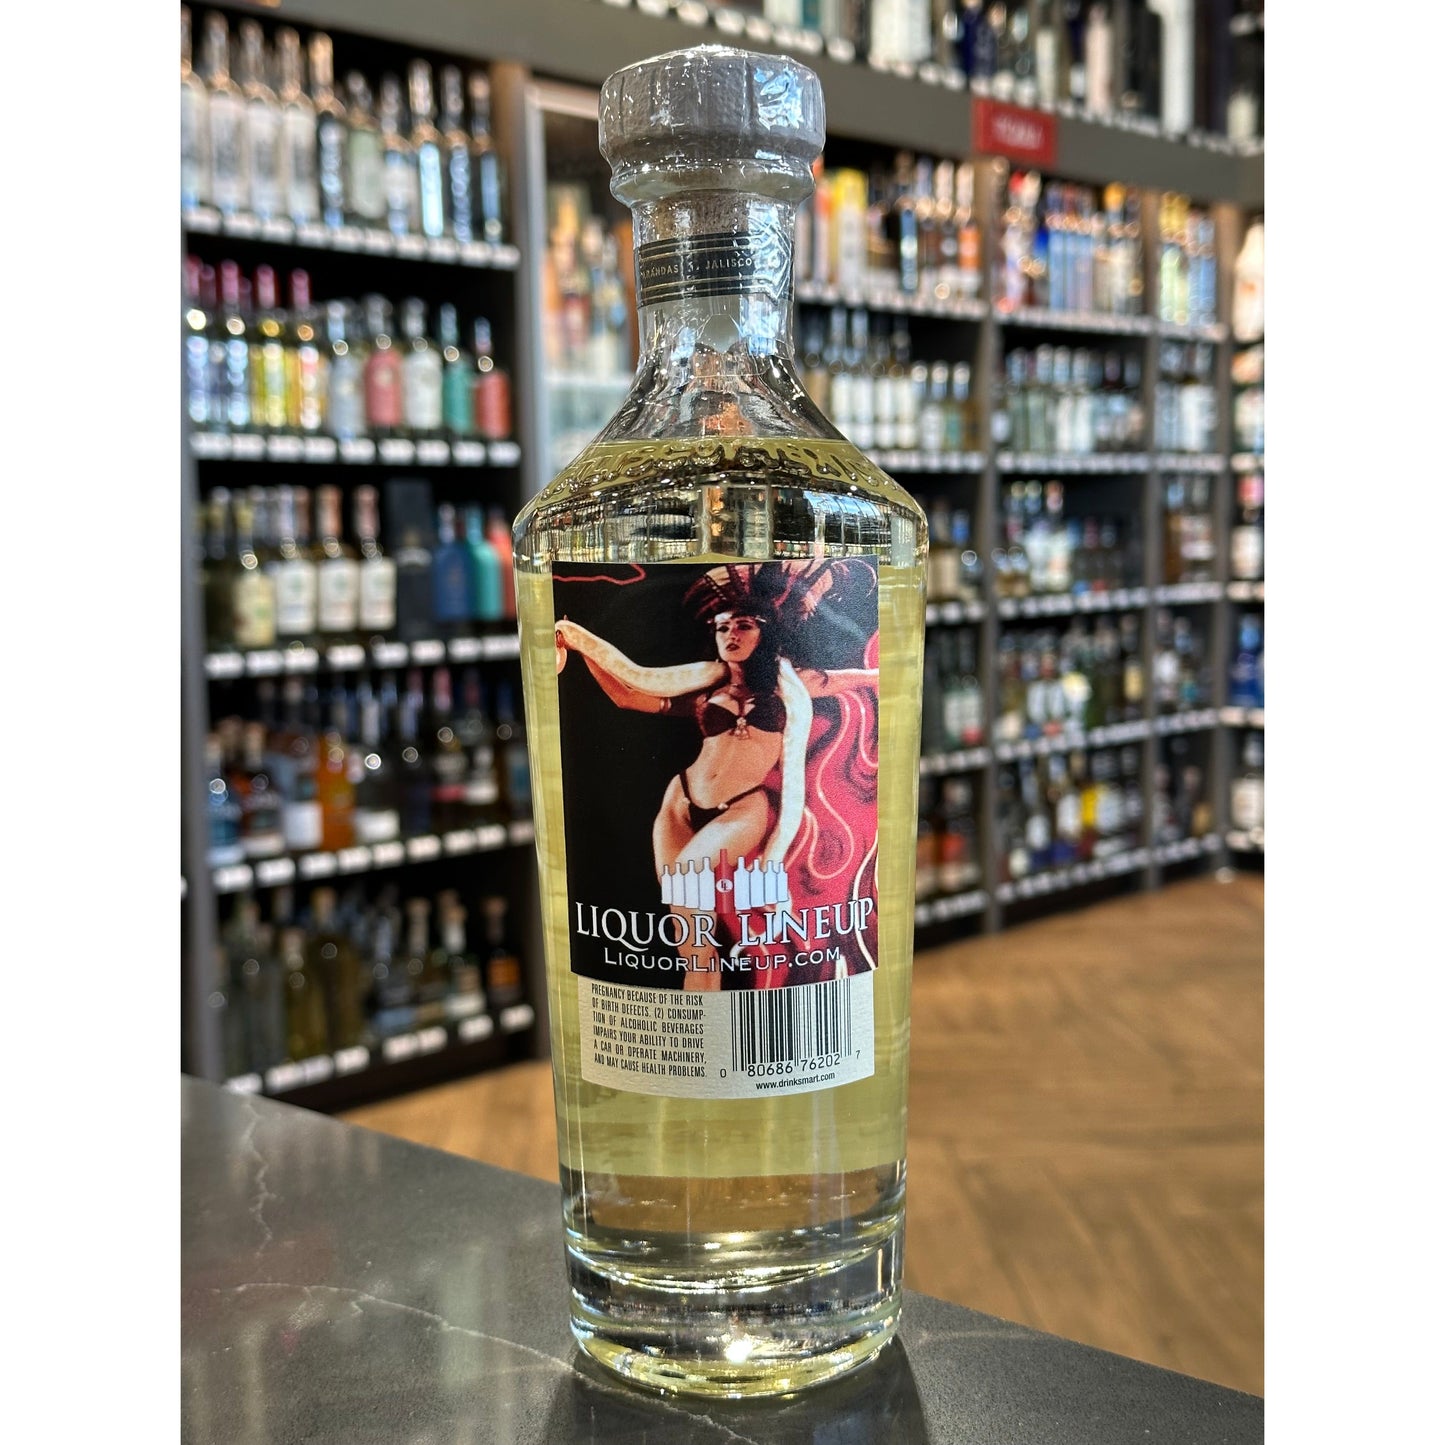 ARANDAS JALISCO
LIQUOR LINEUP
LIQUORLINEUP.COM
PREGNANCY BECAUSE OF THE RISK
OF BIRTH DEFECTS. (2) CONSUMP-
TION OF ALCOHOLIC BEVERAGES
IMPAIRS YOUR ABILITY TO DRIVE
A CAR OR OPERATE MACHINERY,
AND MAY CAUSE HEALTH PROBLEMS.
0 80686 76202 7
www.drinksmart.com